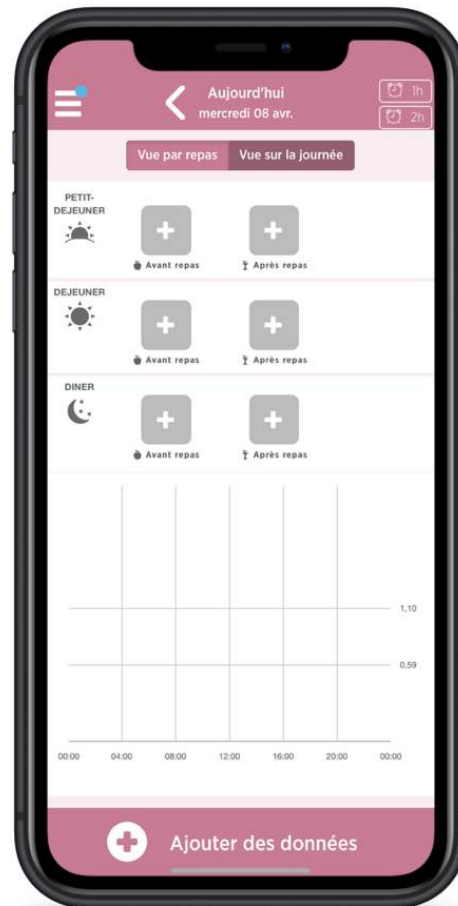 Aujourd'hui
mercredi 08 avr.
1h
2h
Vue par repas Vue sur la journée
PETIT-
DEJEUNER
Avant repas Après repas
DEJEUNER
Avant repas Après repas
DINER
Avant repas Après repas
1,10
0,59
00:00 04:00 08:00 12:00 16:00 20:00 00:00
Ajouter des données